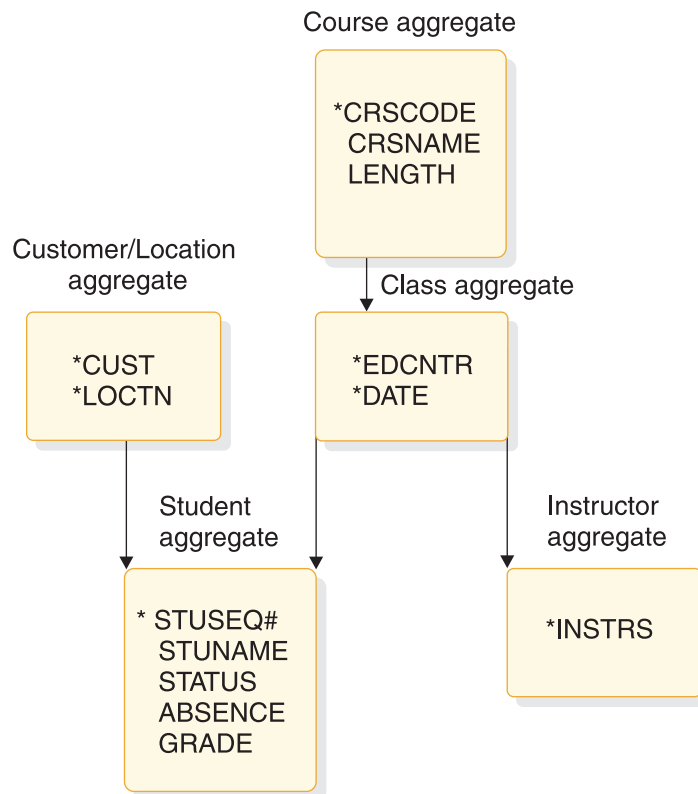 Course aggregate
*CRSCODE
CRSNAME
LENGTH
Customer/Location
aggregate
Class aggregate
*CUST
*LOCTN
*EDCNTR
*DATE
Student
aggregate
Instructor
aggregate
* STUSEQ#
STUNAME
STATUS
ABSENCE
GRADE
*INSTRS